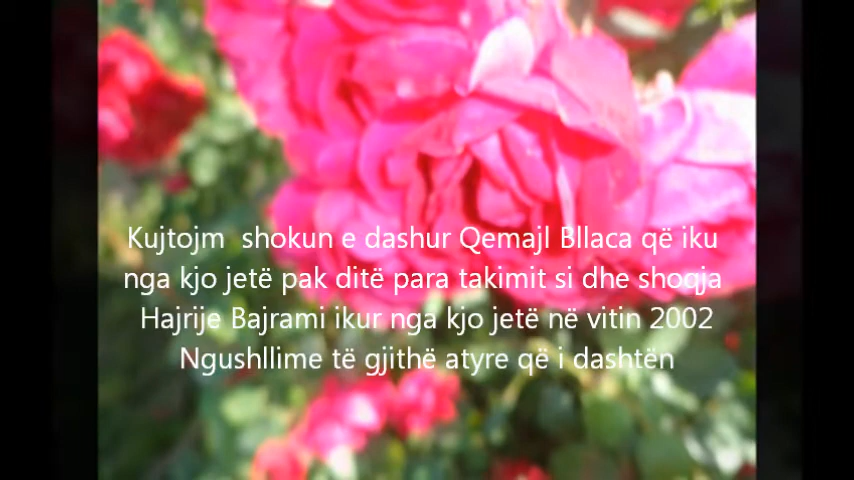 Kujtojm  shokun e dashur Qemajl Bllaca që iku
nga kjo jetë pak ditë para takimit si dhe shoqja
Hajrije Bajrami ikur nga kjo jetë në vitin 2002
Ngushllime të gjithë atyre që i dashtën